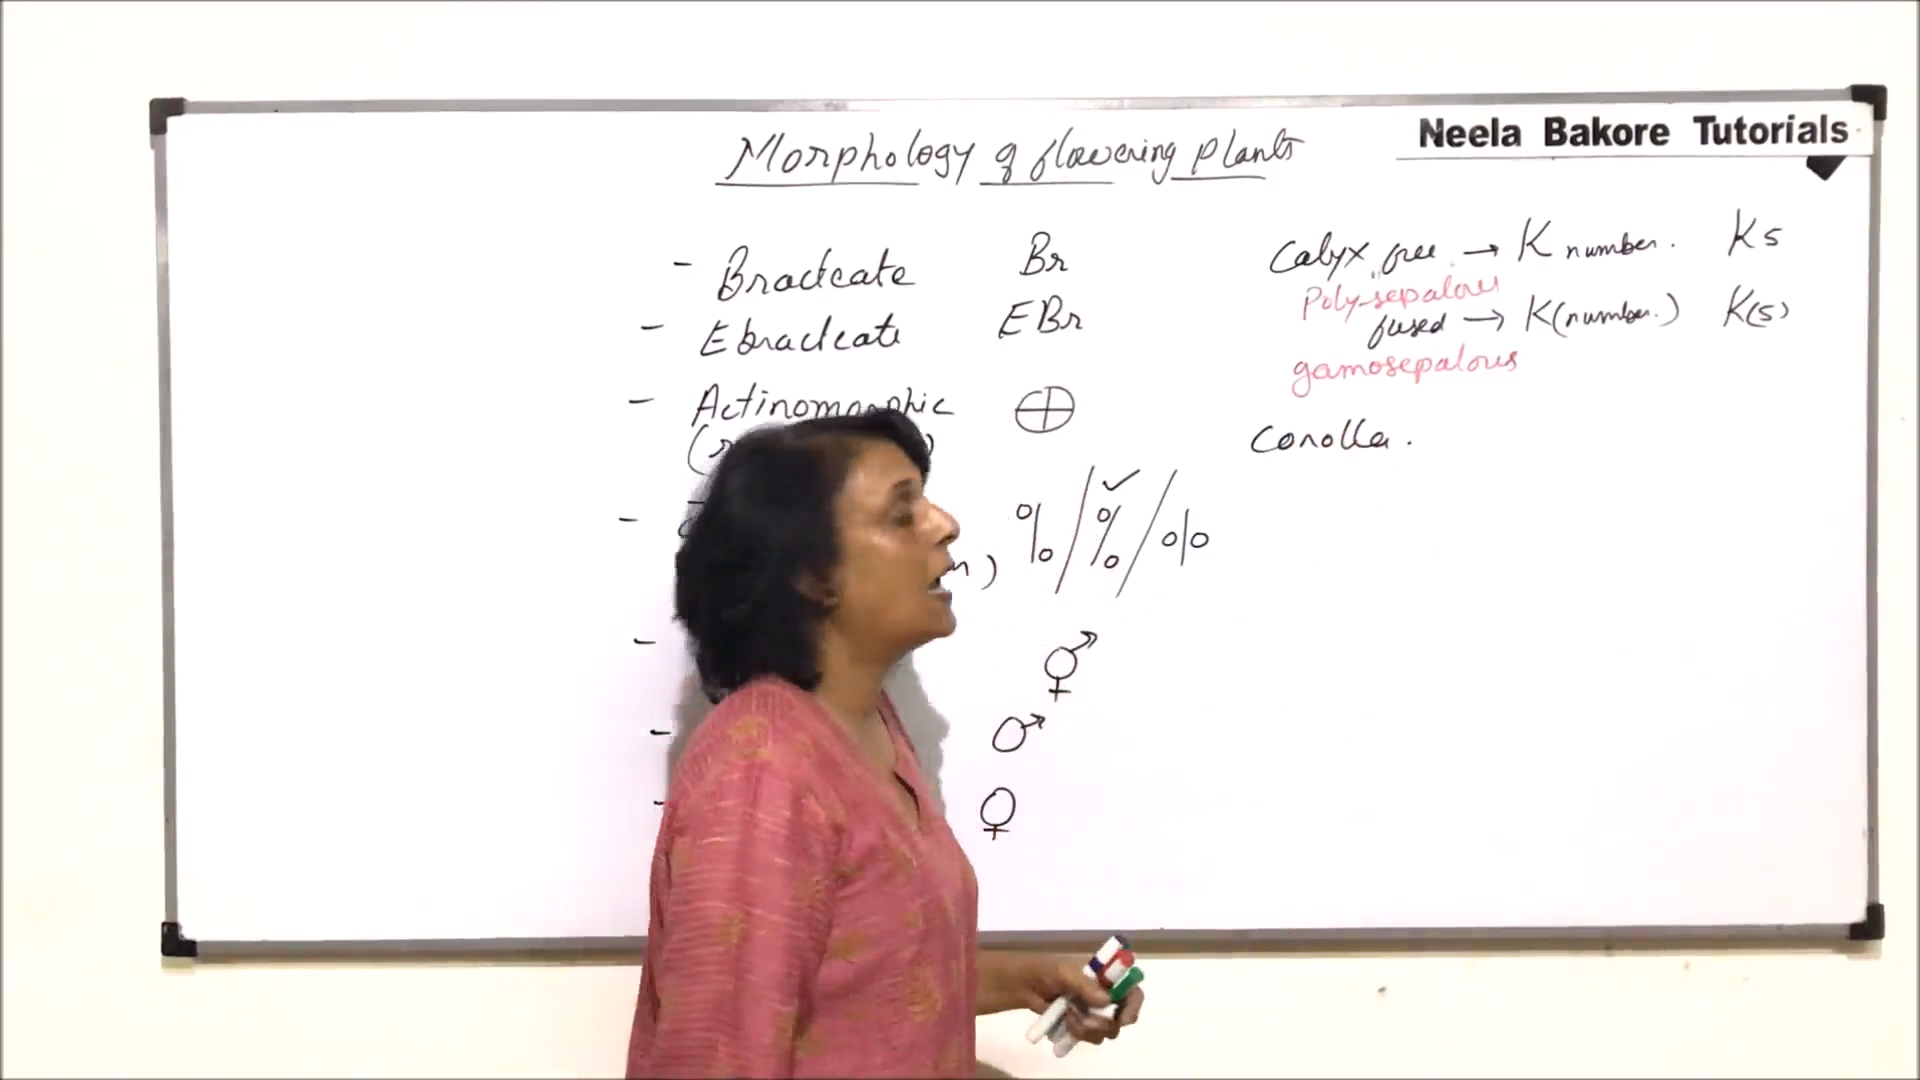 Neela Bakore Tutorials
Morphology of flowering plants
- Bracteate Br
- Ebracteate EBr
- Actinomorphic ⊕
%/%/%
✓
⚥
♂
♀
Calyx free → K number. K5
Poly-sepalous
fused → K(number.) K(5)
gamosepalous
Corolla.